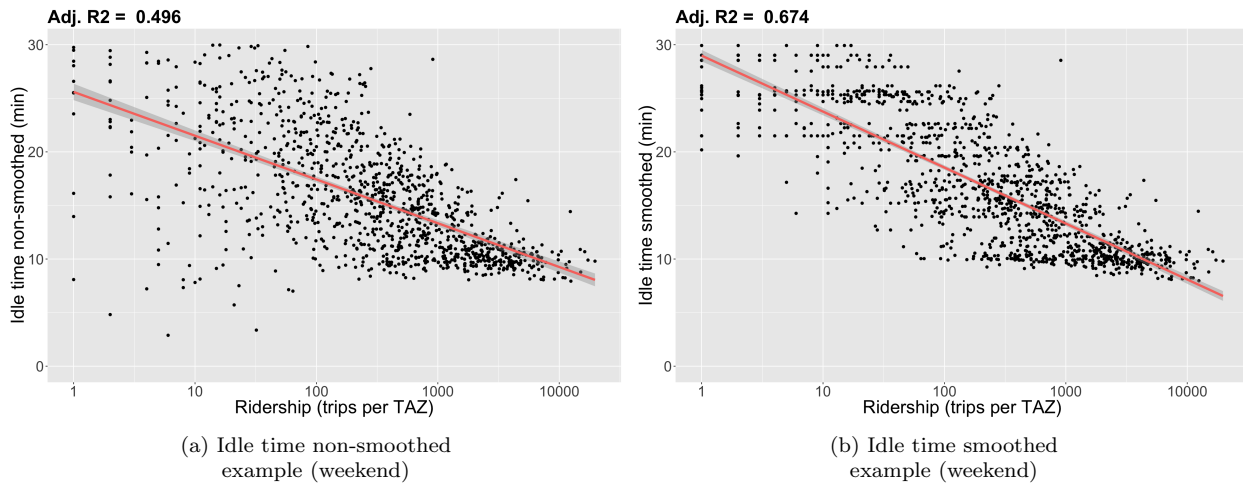 Adj. R2 = 0.496
Idle time non-smoothed (min)
30
20
10
0
1 10 100 1000 10000
Ridership (trips per TAZ)
(a) Idle time non-smoothed
example (weekend)
Adj. R2 = 0.674
Idle time smoothed (min)
30
20
10
0
1 10 100 1000 10000
Ridership (trips per TAZ)
(b) Idle time smoothed
example (weekend)